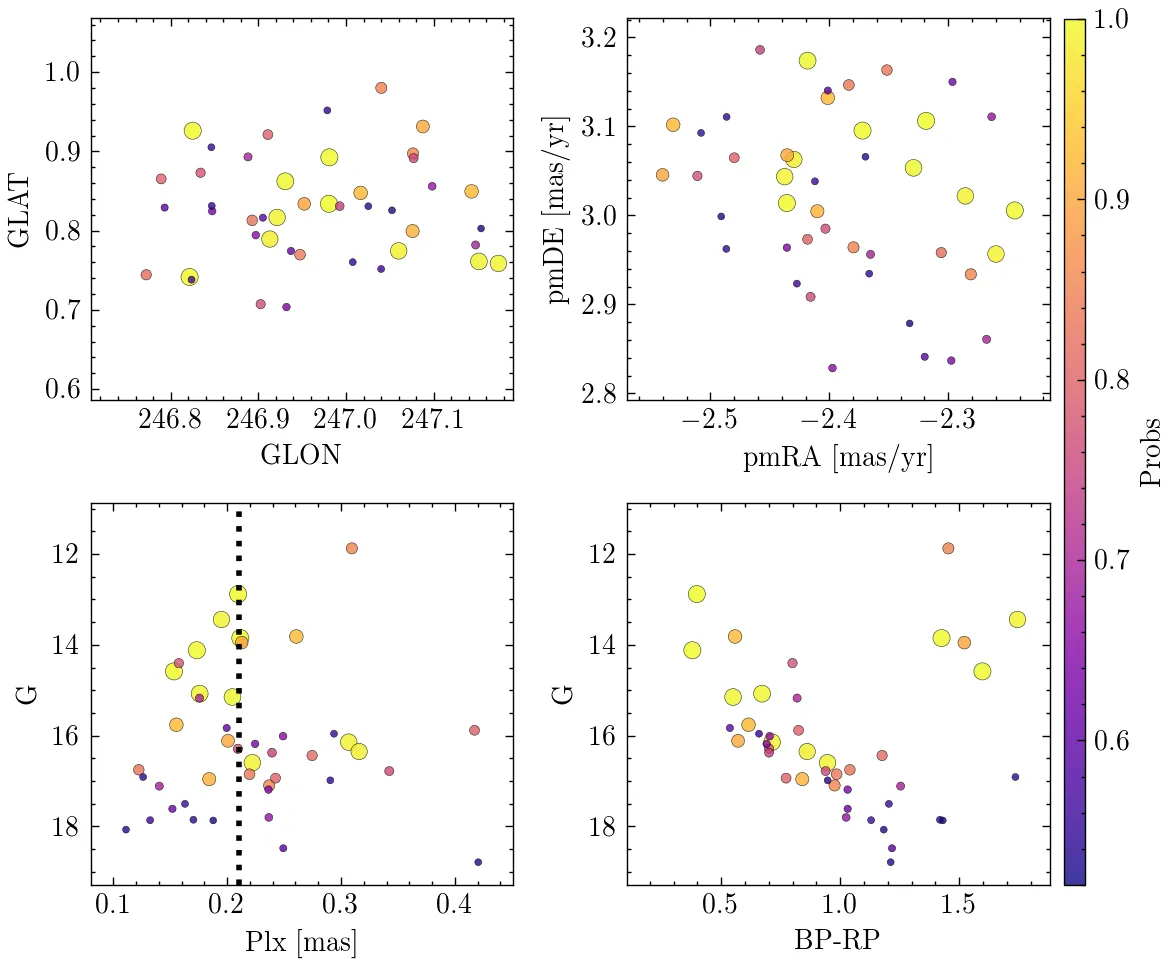 1.0
0.9
0.8
0.7
0.6
GLAT
246.8 246.9 247.0 247.1
GLON
3.2
3.1
3.0
2.9
2.8
pmDE [mas/yr]
−2.5 −2.4 −2.3
pmRA [mas/yr]
12
14
16
18
G
0.1 0.2 0.3 0.4
Plx [mas]
12
14
16
18
G
0.5 1.0 1.5
BP-RP
1.0
0.9
0.8
0.7
0.6
Probs